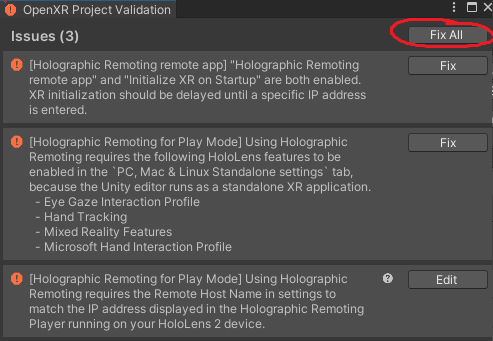 OpenXR Project Validation
Issues (3)
Fix All
[Holographic Remoting remote app] "Holographic Remoting
remote app" and "Initialize XR on Startup" are both enabled.
XR initialization should be delayed until a specific IP address
is entered.
Fix
[Holographic Remoting for Play Mode] Using Holographic
Remoting requires the following HoloLens features to be
enabled in the `PC, Mac & Linux Standalone settings` tab,
because the Unity editor runs as a standalone XR application.
- Eye Gaze Interaction Profile
- Hand Tracking
- Mixed Reality Features
- Microsoft Hand Interaction Profile
Fix
[Holographic Remoting for Play Mode] Using Holographic
Remoting requires the Remote Host Name in settings to
match the IP address displayed in the Holographic Remoting
Player running on your HoloLens 2 device.
Edit